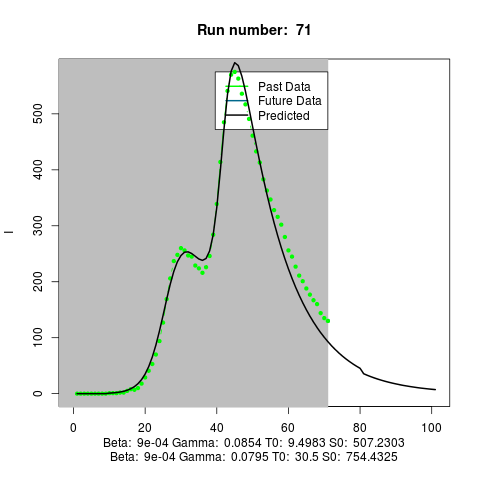 Run number: 71
Past Data
Future Data
Predicted
I
0
100
200
300
400
500
0
20
40
60
80
100
Beta: 9e-04 Gamma: 0.0854 T0: 9.4983 S0: 507.2303
Beta: 9e-04 Gamma: 0.0795 T0: 30.5 S0: 754.4325